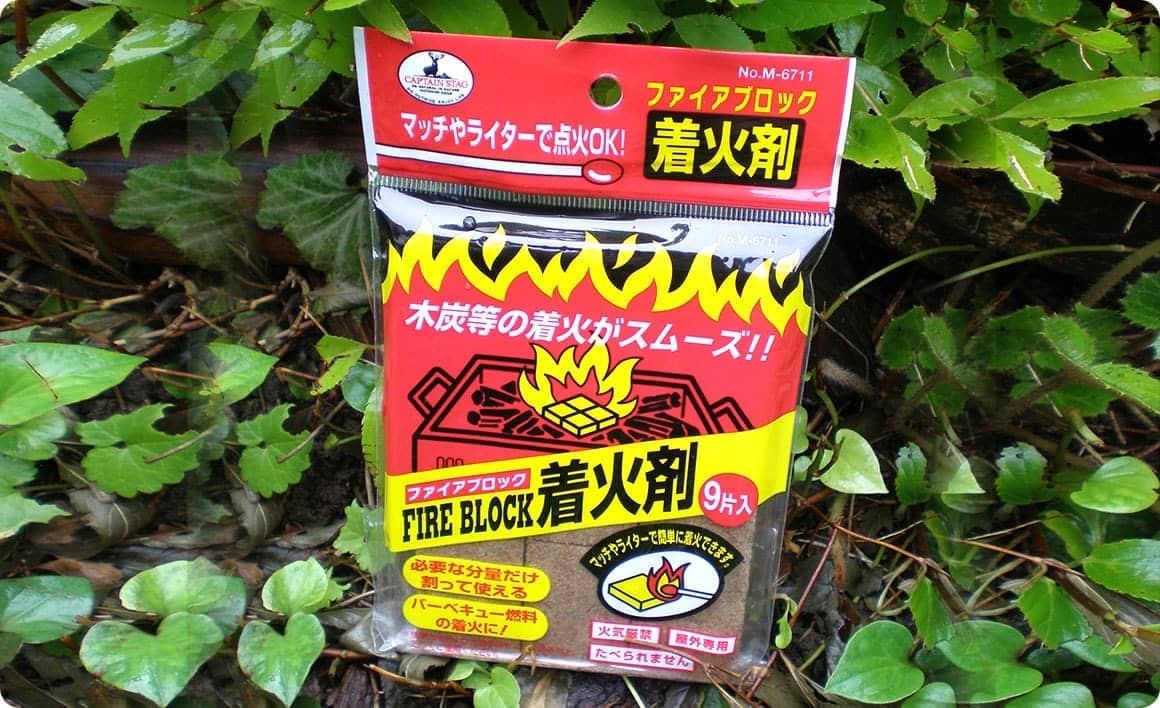 CAPTAIN STAG
No.M-6711
ファイアブロック
着火剤
マッチやライターで点火OK!
No.M-6711
木炭等の着火がスムーズ!!
ファイアブロック
FIRE BLOCK 着火剤
9片入
マッチやライターで簡単に着火できます。
必要な分量だけ
割って使える
バーベキュー燃料
の着火に!
火気厳禁
屋外専用
たべられません